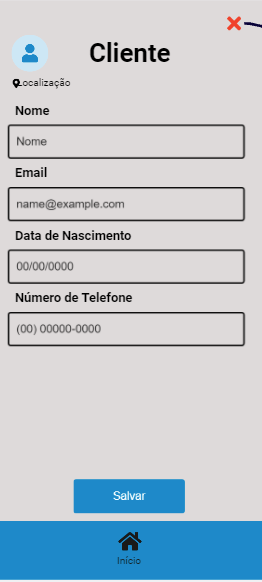 Cliente
Localização
Nome
Nome
Email
name@example.com
Data de Nascimento
00/00/0000
Número de Telefone
(00) 00000-0000
Salvar
Início